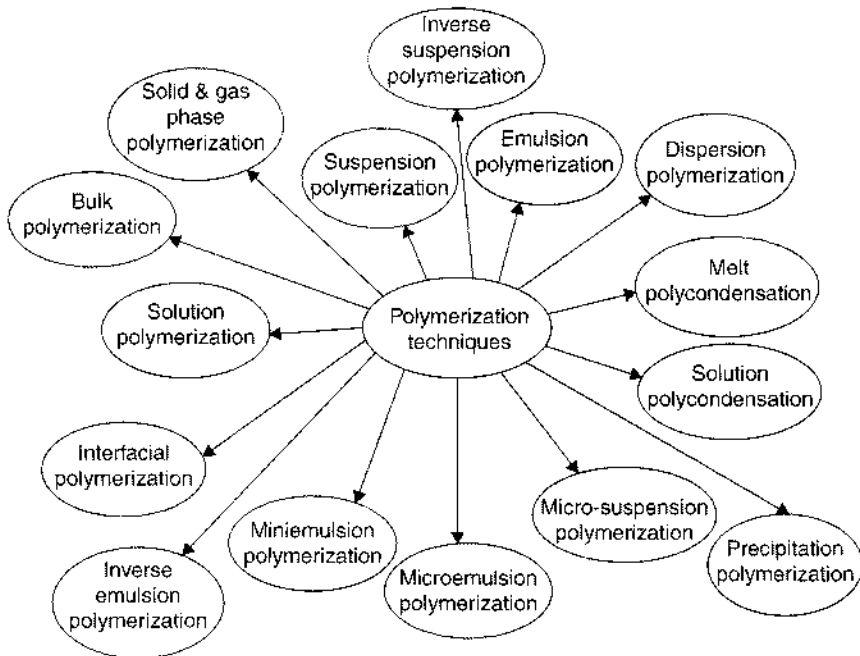 Inverse
suspension
polymerization
Solid & gas
phase
polymerization
Suspension
polymerization
Emulsion
polymerization
Dispersion
polymerization
Bulk
polymerization
Melt
polycondensation
Solution
polymerization
Polymerization
techniques
Solution
polycondensation
Interfacial
polymerization
Miniemulsion
polymerization
Micro-suspension
polymerization
Inverse
emulsion
polymerization
Microemulsion
polymerization
Precipitation
polymerization